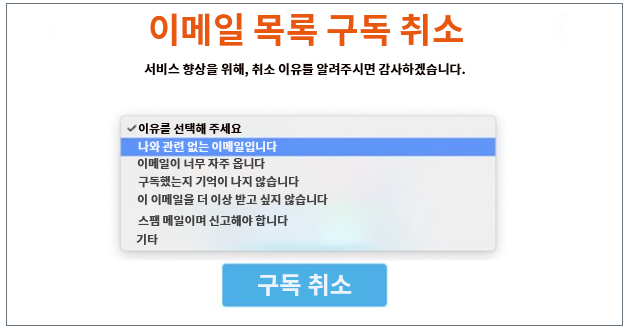 이메일 목록 구독 취소
서비스 향상을 위해, 취소 이유를 알려주시면 감사하겠습니다.
✓이유를 선택해 주세요
나와 관련 없는 이메일입니다
이메일이 너무 자주 옵니다
구독했는지 기억이 나지 않습니다
이 이메일을 더 이상 받고 싶지 않습니다
스팸 메일이며 신고해야 합니다
기타
구독 취소